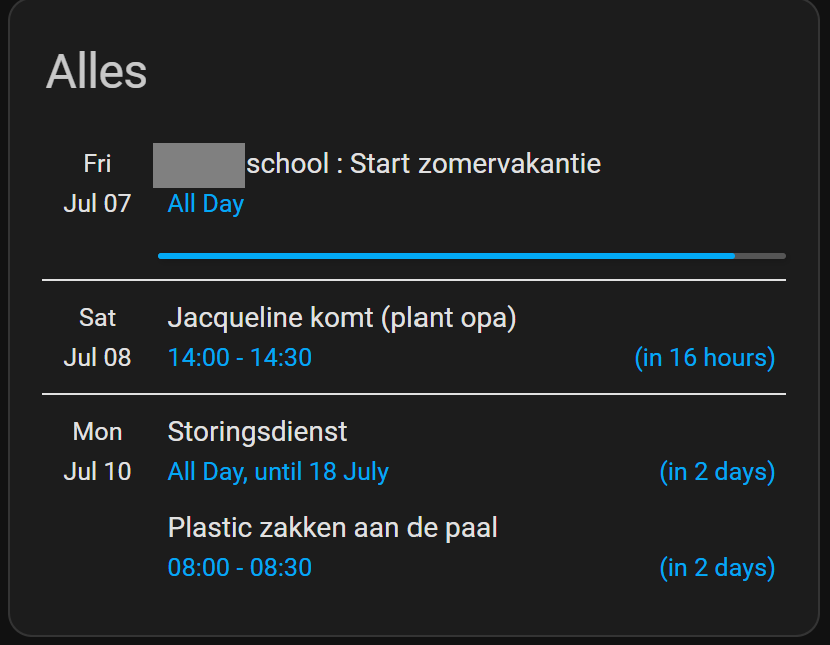 Alles
Fri school : Start zomervakantie
Jul 07 All Day
Sat Jacqueline komt (plant opa)
Jul 08 14:00 - 14:30 (in 16 hours)
Mon Storingsdienst
Jul 10 All Day, until 18 July (in 2 days)
Plastic zakken aan de paal
08:00 - 08:30 (in 2 days)